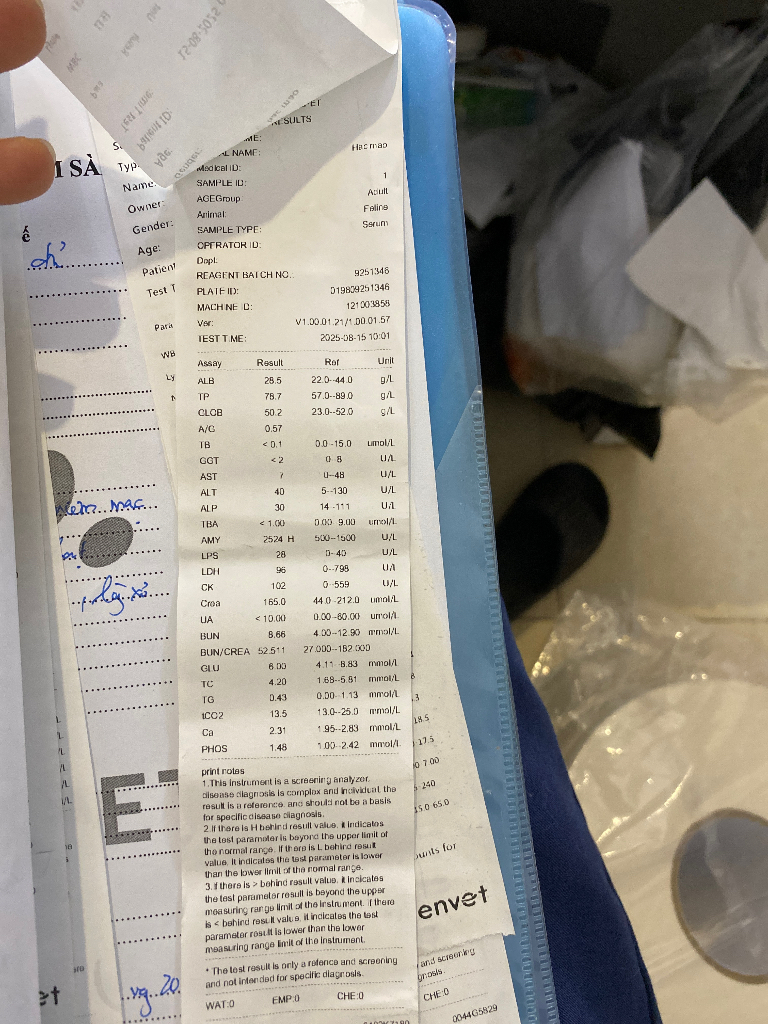 RESULTS
NAME: Hac mao
Medical ID:
SAMPLE ID: 1
AGEGroup: Adult
Animal: Feline
SAMPLE TYPE: Serum
OPERATOR ID:
Dept:
REAGENT BATCH NO.: 9251346
PLATE ID: 019809251346
MACHINE ID: 121003858
Ver: V1.00.01.21/1.00.01.57
TEST TIME: 2025-08-15 10:01
Assay Result Ref Unit
ALB 28.5 22.0--44.0 g/L
TP 78.7 57.0--89.0 g/L
GLOB 50.2 23.0--52.0 g/L
A/G 0.57
TB < 0.1 0.0--15.0 umol/L
GGT < 2 0--8 U/L
AST 7 0--48 U/L
ALT 40 5--130 U/L
ALP 30 14--111 U/L
TBA < 1.00 0.00--9.00 umol/L
AMY 2524 H 500--1500 U/L
LPS 28 0--40 U/L
LDH 96 0--798 U/l
CK 102 0--559 U/L
Crea 165.0 44.0--212.0 umol/L
UA < 10.00 0.00--60.00 umol/L
BUN 8.66 4.00--12.90 mmol/L
BUN/CREA 52.511 27.000--182.000
GLU 6.00 4.11--8.83 mmol/L
TC 4.20 1.68--5.81 mmol/L
TG 0.43 0.00--1.13 mmol/L
tCO2 13.5 13.0--25.0 mmol/L
Ca 2.31 1.95--2.83 mmol/L
PHOS 1.48 1.00--2.42 mmol/L
print notes
1.This instrument is a screening analyzer,
disease diagnosis is complex and individual, the
result is a reference, and should not be a basis
for specific disease diagnosis.
2.If there is H behind result value, it indicates
the test parameter is beyond the upper limit of
the normal range. If there is L behind result
value, It indicates the test parameter is lower
than the lower limit of the normal range.
3.If there is > behind result value, it indicates
the test parameter result is beyond the upper
measuring range limit of the instrument. if there
is < behind result value, it indicates the test
parameter result is lower than the lower
measuring range limit of the instrument.
* The test result is only a refence and screening
and not intended for specific diagnosis.
WAT:0 EMP:0 CHE:0
Name:
Owner:
Gender:
Age:
Patient
Test T
Para
18.5
17.5
240
envet
and screening
CHE:0
0044G5829